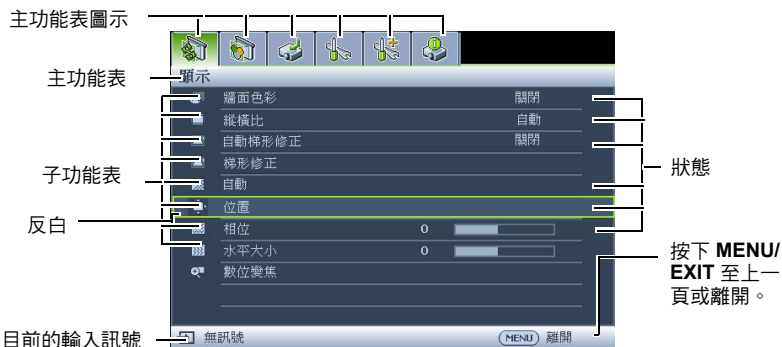 主功能表圖示
主功能表
顯示
牆面色彩 關閉
縱橫比 自動
自動梯形修正 關閉
梯形修正
子功能表
自動
狀態
位置
反白
相位 0
水平大小 0
數位變焦
按下 MENU/
EXIT 至上一
頁或離開。
目前的輸入訊號
無訊號
MENU 離開